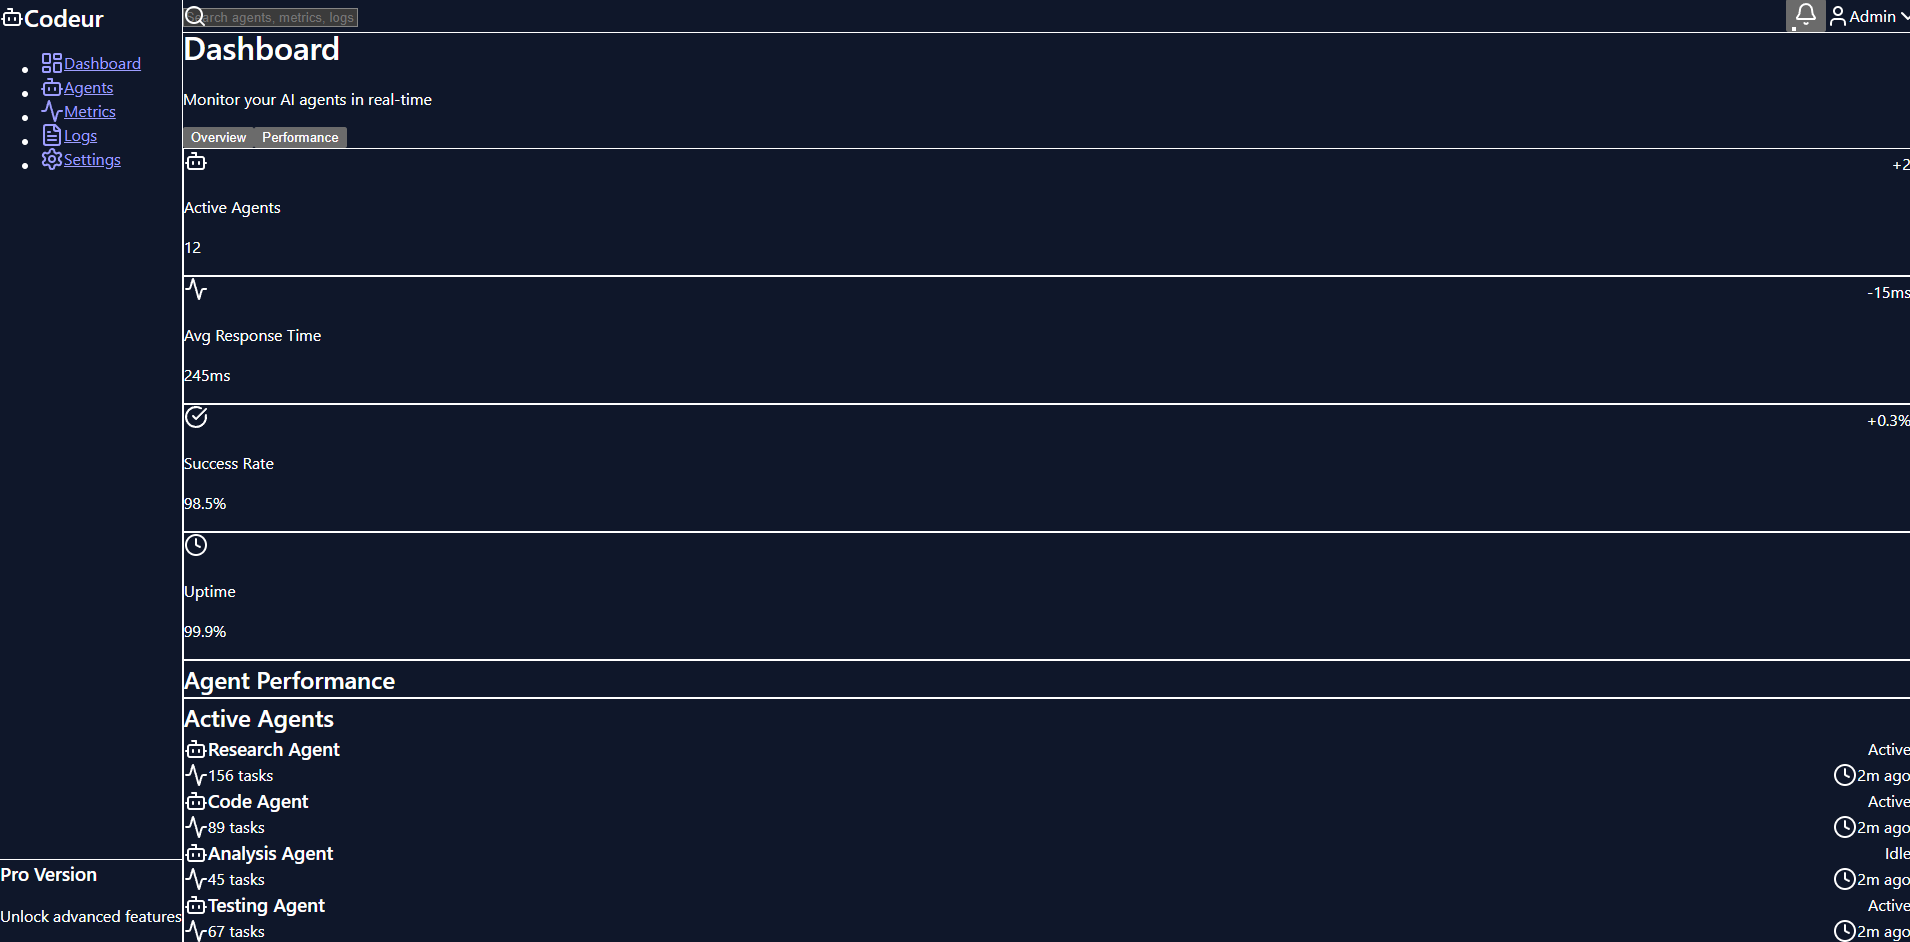 Codeur
Dashboard
Agents
Metrics
Logs
Settings
Pro Version
Unlock advanced features
Search agents, metrics, logs
Admin
Dashboard
Monitor your AI agents in real-time
Overview Performance
+2
Active Agents
12
-15ms
Avg Response Time
245ms
+0.3%
Success Rate
98.5%
Uptime
99.9%
Agent Performance
Active Agents
Research Agent Active
156 tasks 2m ago
Code Agent Active
89 tasks 2m ago
Analysis Agent Idle
45 tasks 2m ago
Testing Agent Active
67 tasks 2m ago